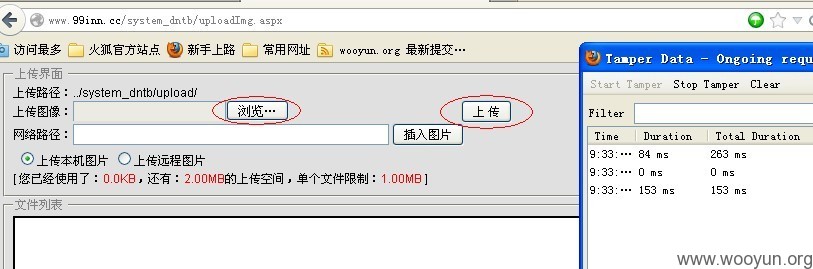 www.99inn.cc/system_dntb/uploadImg.aspx
访问最多 火狐官方站点 新手上路 常用网址 wooyun.org 最新提交…
上传界面
上传路径：../system_dntb/upload/
上传图像： 浏览… 上 传
网络路径： 插入图片
上传本机图片 上传远程图片
[您已经使用了：0.0KB，还有：2.00MB的上传空间，单个文件限制：1.00MB]
文件列表
Tamper Data - Ongoing requ
Start Tamper Stop Tamper Clear
Filter
Time Duration Total Duration
9:33:… 84 ms 263 ms
9:33:… 0 ms 0 ms
9:33:… 153 ms 153 ms
www.wooyun.org